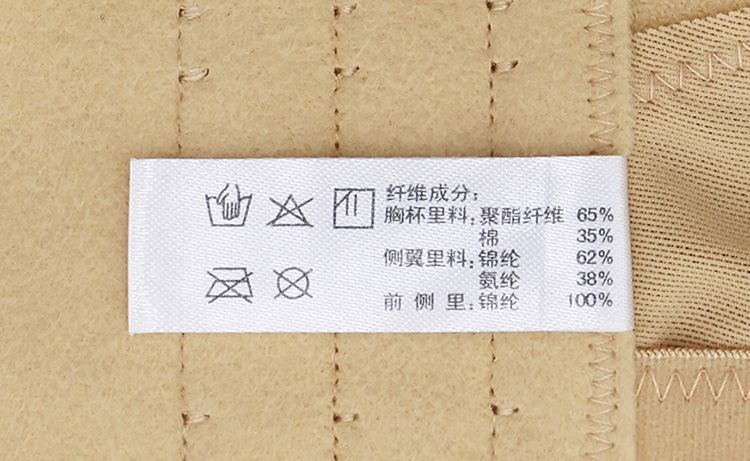 纤维成分:
胸杯里料:聚酯纤维 65%
棉 35%
侧翼里料:锦纶 62%
氨纶 38%
前 侧 里:锦纶 100%